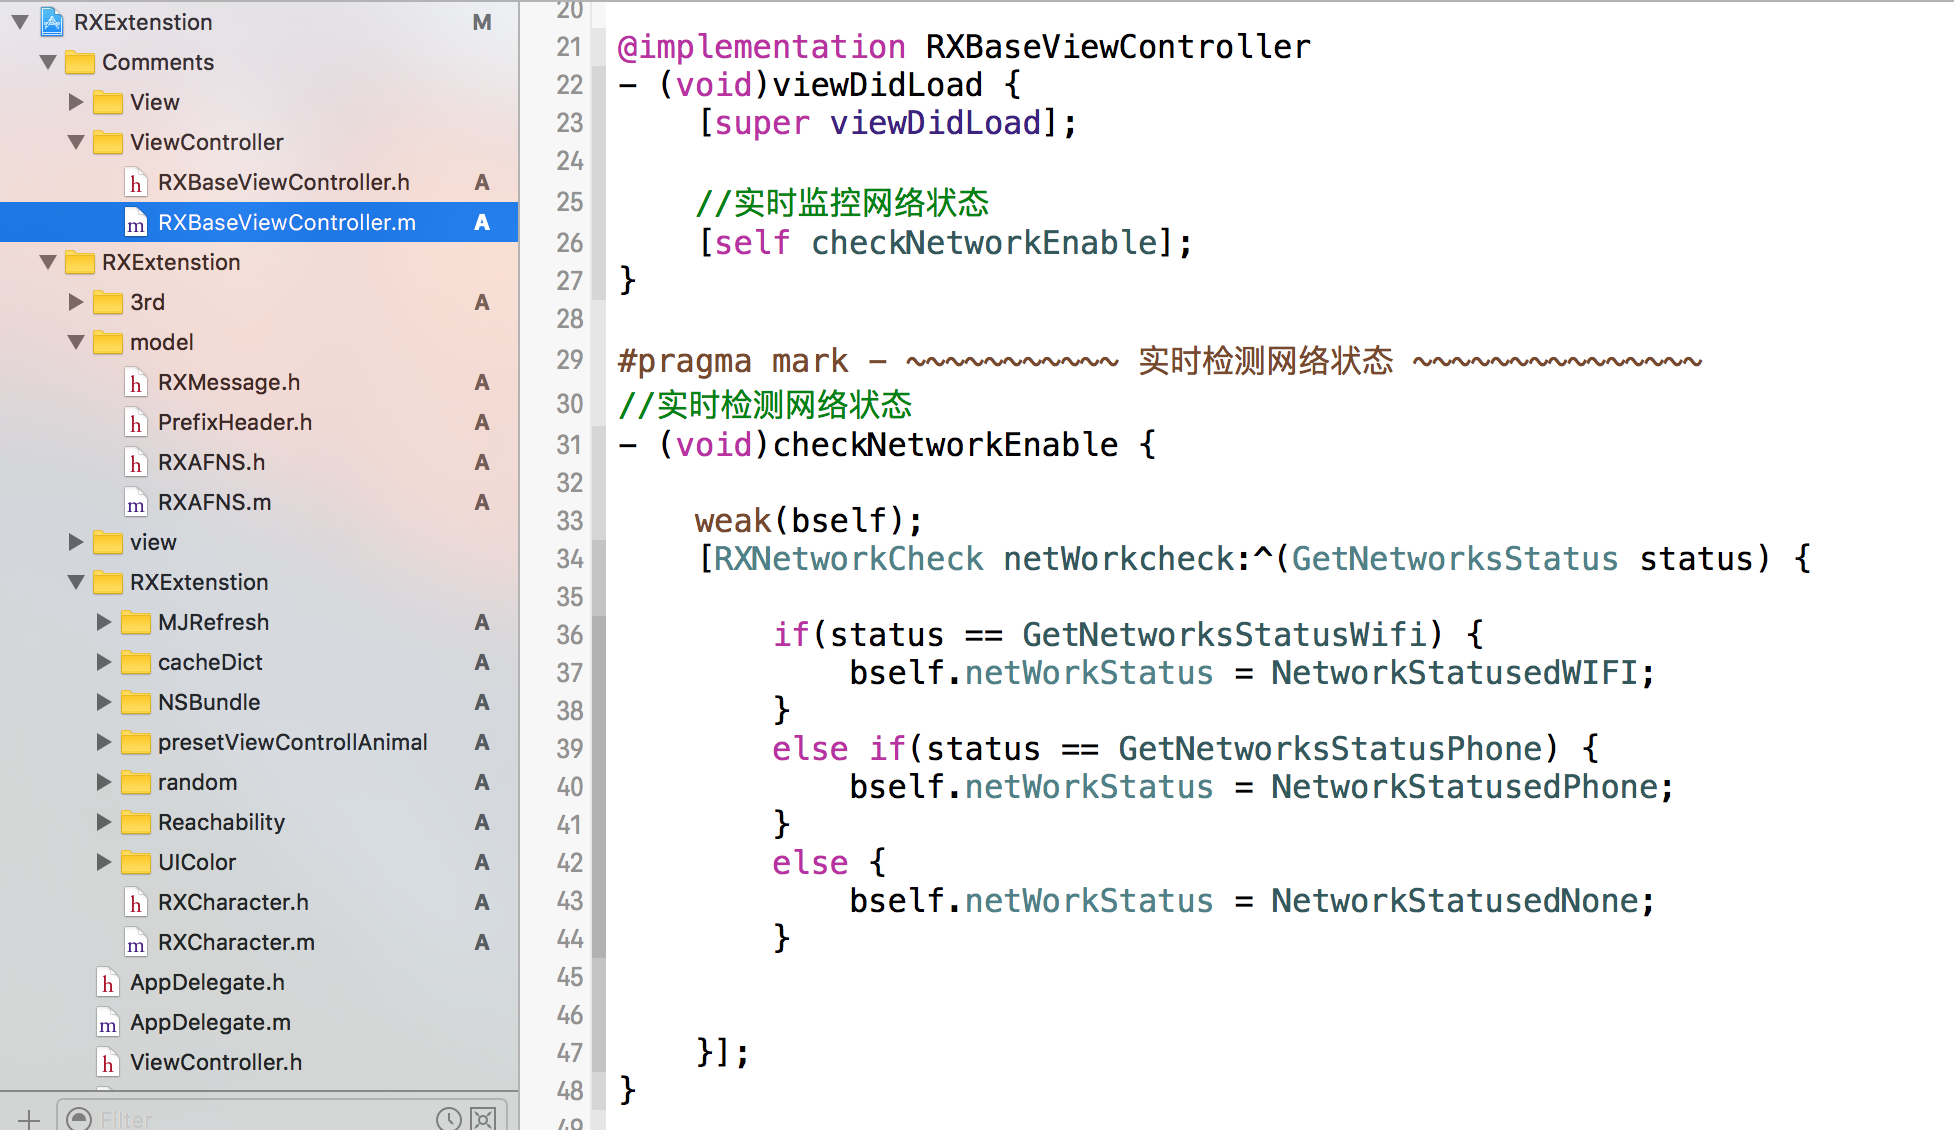 RXExtenstion M
Comments
View
ViewController
RXBaseViewController.h A
RXBaseViewController.m A
RXExtenstion
3rd A
model
RXMessage.h A
PrefixHeader.h A
RXAFNS.h A
RXAFNS.m A
view
RXExtenstion
MJRefresh A
cacheDict A
NSBundle A
presetViewControllAnimal A
random A
Reachability A
UIColor A
RXCharacter.h A
RXCharacter.m A
AppDelegate.h
AppDelegate.m
ViewController.h
Filter
20
21 @implementation RXBaseViewController
22 - (void)viewDidLoad {
23 [super viewDidLoad];
24
25 //实时监控网络状态
26 [self checkNetworkEnable];
27 }
28
29 #pragma mark - ~~~~~~~~~~~ 实时检测网络状态 ~~~~~~~~~~~~~~~
30 //实时检测网络状态
31 - (void)checkNetworkEnable {
32
33 weak(bself);
34 [RXNetworkCheck netWorkcheck:^(GetNetworksStatus status) {
35
36 if(status == GetNetworksStatusWifi) {
37 bself.netWorkStatus = NetworkStatusedWIFI;
38 }
39 else if(status == GetNetworksStatusPhone) {
40 bself.netWorkStatus = NetworkStatusedPhone;
41 }
42 else {
43 bself.netWorkStatus = NetworkStatusedNone;
44 }
45
46
47 }];
48 }
49